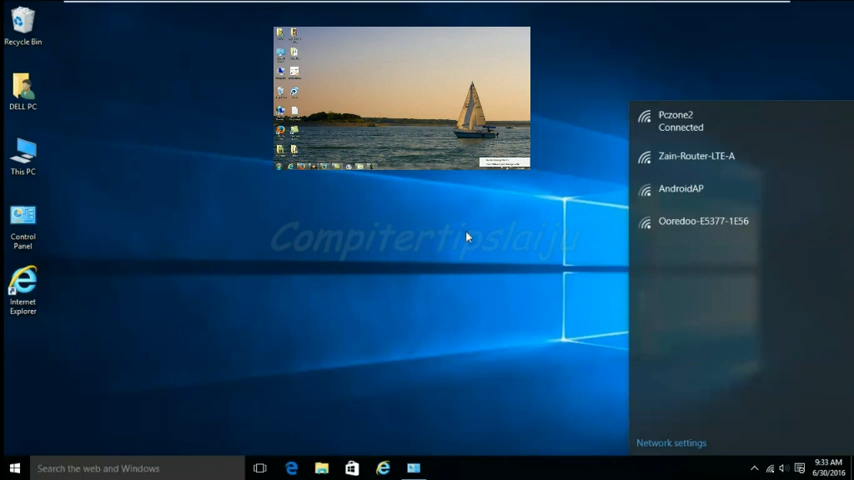 Recycle Bin
DELL PC
This PC
Control
Panel
Internet
Explorer
Compitertipslaiju
Pczone2
Connected
Zain-Router-LTE-A
AndroidAP
Ooredoo-E5377-1E56
Network settings
Search the web and Windows
9:33 AM
6/30/2016